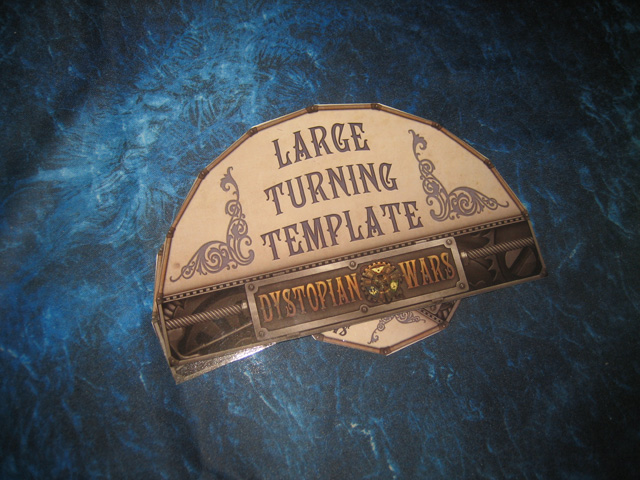 LARGE
TURNING
TEMPLATE
DYSTOPIAN WARS